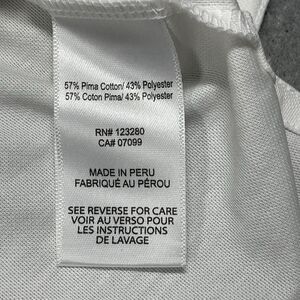 57% Pima Cotton/ 43% Polyester
57% Coton Pima/ 43% Polyester
RN# 123280
CA# 07099
MADE IN PERU
FABRIQUÉ AU PÉROU
SEE REVERSE FOR CARE
VOIR AU VERSO POUR
LES INSTRUCTIONS
DE LAVAGE